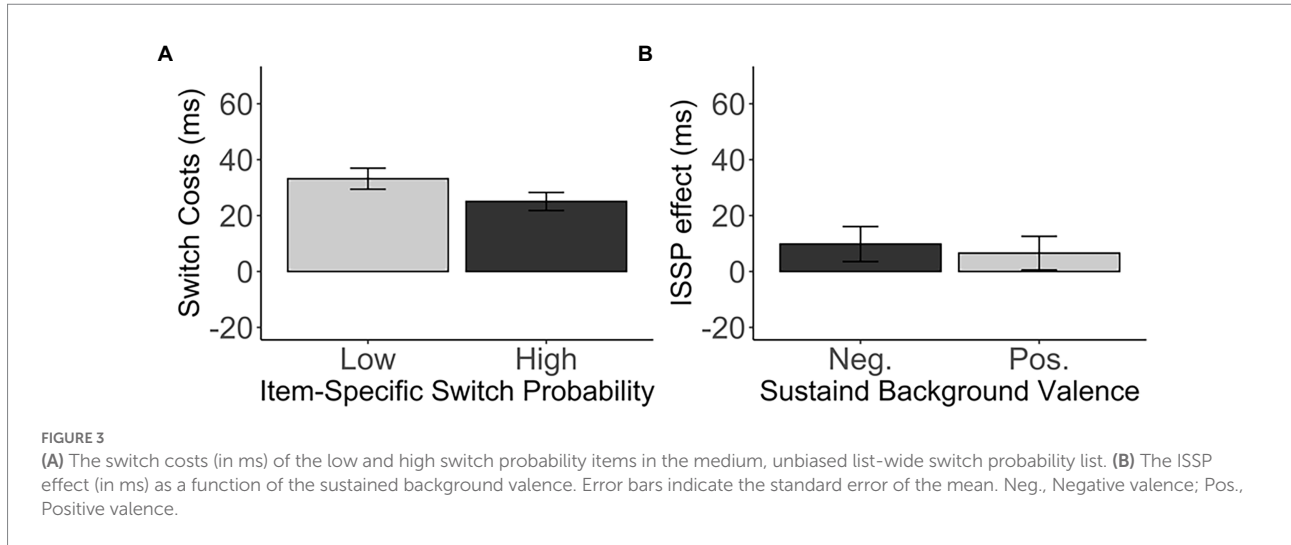 A
B
Switch Costs (ms)
60
40
20
0
-20
Low
High
Item-Specific Switch Probability
ISSP effect (ms)
60
40
20
0
-20
Neg.
Pos.
Sustaind Background Valence
FIGURE 3
(A) The switch costs (in ms) of the low and high switch probability items in the medium, unbiased list-wide switch probability list. (B) The ISSP
effect (in ms) as a function of the sustained background valence. Error bars indicate the standard error of the mean. Neg., Negative valence; Pos.,
Positive valence.